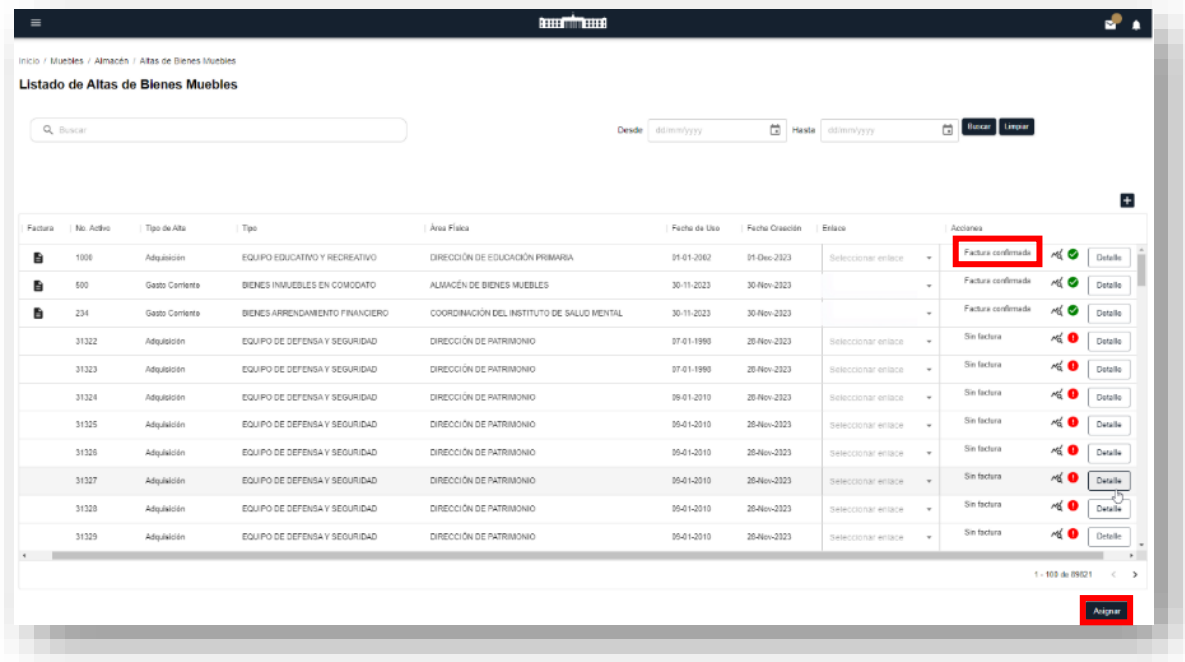 Inicio / Muebles / Almacén / Altas de Bienes Muebles
Listado de Altas de Bienes Muebles
Buscar Desde dd/mm/yyyy Hasta dd/mm/yyyy Buscar Limpiar
Factura No. Activo Tipo de Alta Tipo Área Física Fecha de Uso Fecha Creación Enlace Acciones
1000 Adquisición EQUIPO EDUCATIVO Y RECREATIVO DIRECCIÓN DE EDUCACIÓN PRIMARIA 01-01-2002 01-Dec-2023 Seleccionar enlace Factura confirmada Detalle
500 Gasto Corriente BIENES INMUEBLES EN COMODATO ALMACÉN DE BIENES MUEBLES 30-11-2023 30-Nov-2023 Factura confirmada Detalle
234 Gasto Corriente BIENES ARRENDAMIENTO FINANCIERO COORDINACIÓN DEL INSTITUTO DE SALUD MENTAL 30-11-2023 30-Nov-2023 Factura confirmada Detalle
31322 Adquisición EQUIPO DE DEFENSA Y SEGURIDAD DIRECCIÓN DE PATRIMONIO 07-01-1998 28-Nov-2023 Seleccionar enlace Sin factura Detalle
31323 Adquisición EQUIPO DE DEFENSA Y SEGURIDAD DIRECCIÓN DE PATRIMONIO 07-01-1998 28-Nov-2023 Seleccionar enlace Sin factura Detalle
31324 Adquisición EQUIPO DE DEFENSA Y SEGURIDAD DIRECCIÓN DE PATRIMONIO 09-01-2010 28-Nov-2023 Seleccionar enlace Sin factura Detalle
31325 Adquisición EQUIPO DE DEFENSA Y SEGURIDAD DIRECCIÓN DE PATRIMONIO 09-01-2010 28-Nov-2023 Seleccionar enlace Sin factura Detalle
31326 Adquisición EQUIPO DE DEFENSA Y SEGURIDAD DIRECCIÓN DE PATRIMONIO 09-01-2010 28-Nov-2023 Seleccionar enlace Sin factura Detalle
31327 Adquisición EQUIPO DE DEFENSA Y SEGURIDAD DIRECCIÓN DE PATRIMONIO 09-01-2010 28-Nov-2023 Seleccionar enlace Sin factura Detalle
31328 Adquisición EQUIPO DE DEFENSA Y SEGURIDAD DIRECCIÓN DE PATRIMONIO 09-01-2010 28-Nov-2023 Seleccionar enlace Sin factura Detalle
31329 Adquisición EQUIPO DE DEFENSA Y SEGURIDAD DIRECCIÓN DE PATRIMONIO 09-01-2010 28-Nov-2023 Seleccionar enlace Sin factura Detalle
1 - 100 de 89821
Asignar